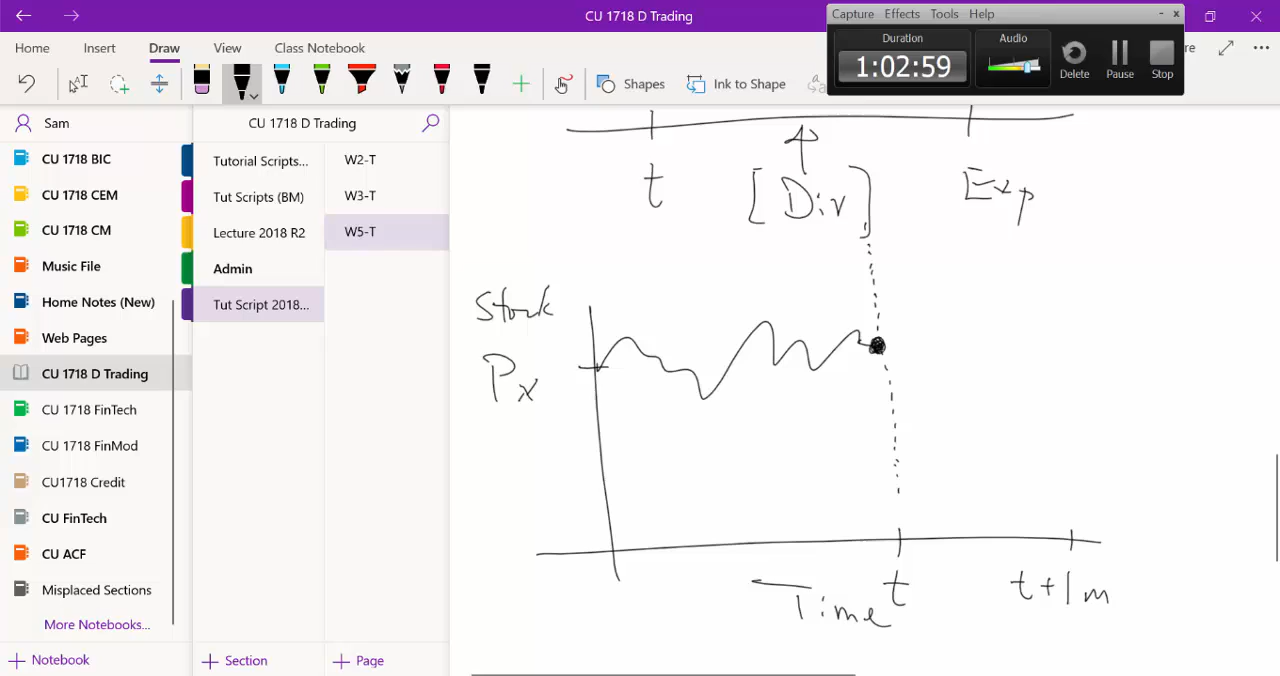 CU 1718 D Trading
Capture Effects Tools Help
Duration
1:02:59
Audio
Delete Pause Stop
Home Insert Draw View Class Notebook
Shapes Ink to Shape
Sam
CU 1718 BIC
CU 1718 CEM
CU 1718 CM
Music File
Home Notes (New)
Web Pages
CU 1718 D Trading
CU 1718 FinTech
CU 1718 FinMod
CU1718 Credit
CU FinTech
CU ACF
Misplaced Sections
More Notebooks...
Notebook
CU 1718 D Trading
Tutorial Scripts...
Tut Scripts (BM)
Lecture 2018 R2
Admin
Tut Script 2018...
Section
W2-T
W3-T
W5-T
Page
t [Div] Exp
Stock
Px
Time t t+1m